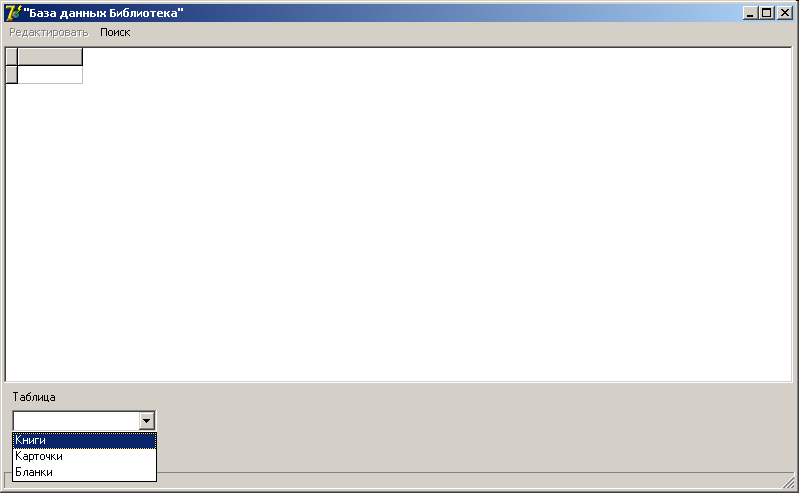 "База данных Библиотека"
Редактировать Поиск
Таблица
Книги
Карточки
Бланки